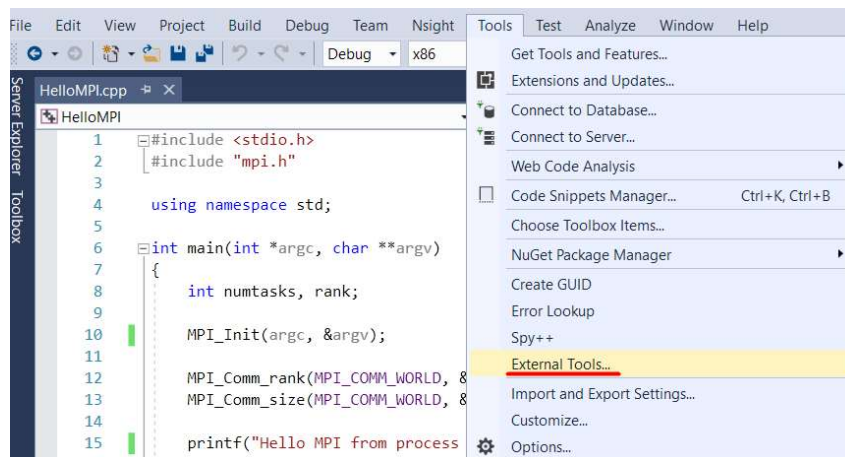 File Edit View Project Build Debug Team Nsight Tools Test Analyze Window Help
Debug x86
Server Explorer
Toolbox
HelloMPI.cpp
HelloMPI
1 #include <stdio.h>
2 #include "mpi.h"
3
4 using namespace std;
5
6 int main(int *argc, char **argv)
7 {
8 int numtasks, rank;
9
10 MPI_Init(argc, &argv);
11
12 MPI_Comm_rank(MPI_COMM_WORLD, &
13 MPI_Comm_size(MPI_COMM_WORLD, &
14
15 printf("Hello MPI from process
Get Tools and Features...
Extensions and Updates...
Connect to Database...
Connect to Server...
Web Code Analysis
Code Snippets Manager... Ctrl+K, Ctrl+B
Choose Toolbox Items...
NuGet Package Manager
Create GUID
Error Lookup
Spy++
External Tools...
Import and Export Settings...
Customize...
Options...